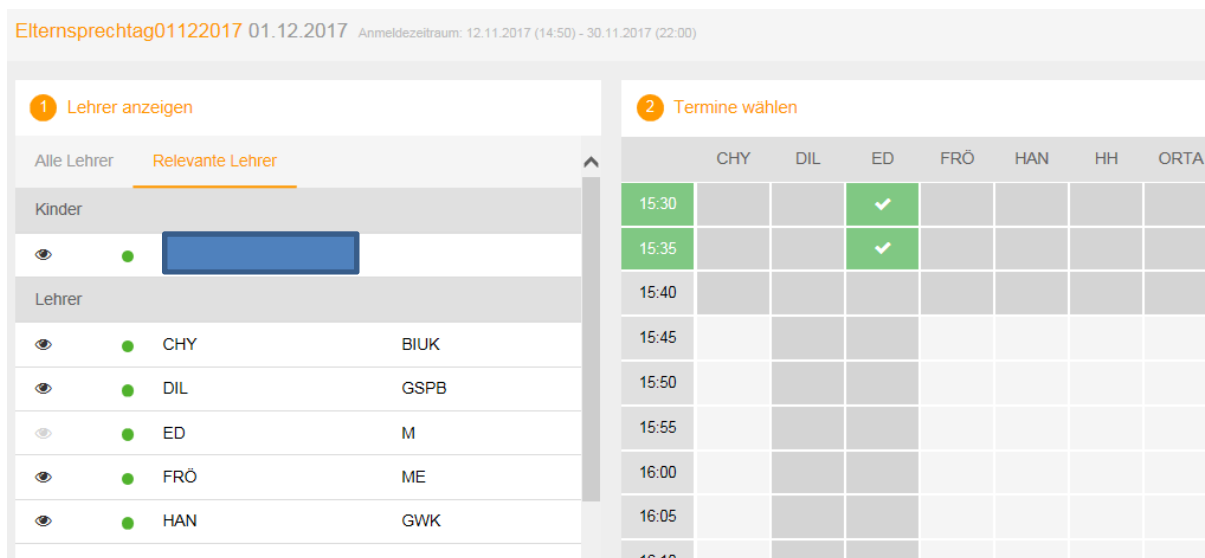 Elternsprechtag01122017 01.12.2017 Anmeldezeitraum: 12.11.2017 (14:50) - 30.11.2017 (22:00)
1 Lehrer anzeigen
Alle Lehrer Relevante Lehrer
Kinder
Lehrer
CHY BIUK
DIL GSPB
ED M
FRÖ ME
HAN GWK
2 Termine wählen
CHY DIL ED FRÖ HAN HH ORTA
15:30
15:35
15:40
15:45
15:50
15:55
16:00
16:05